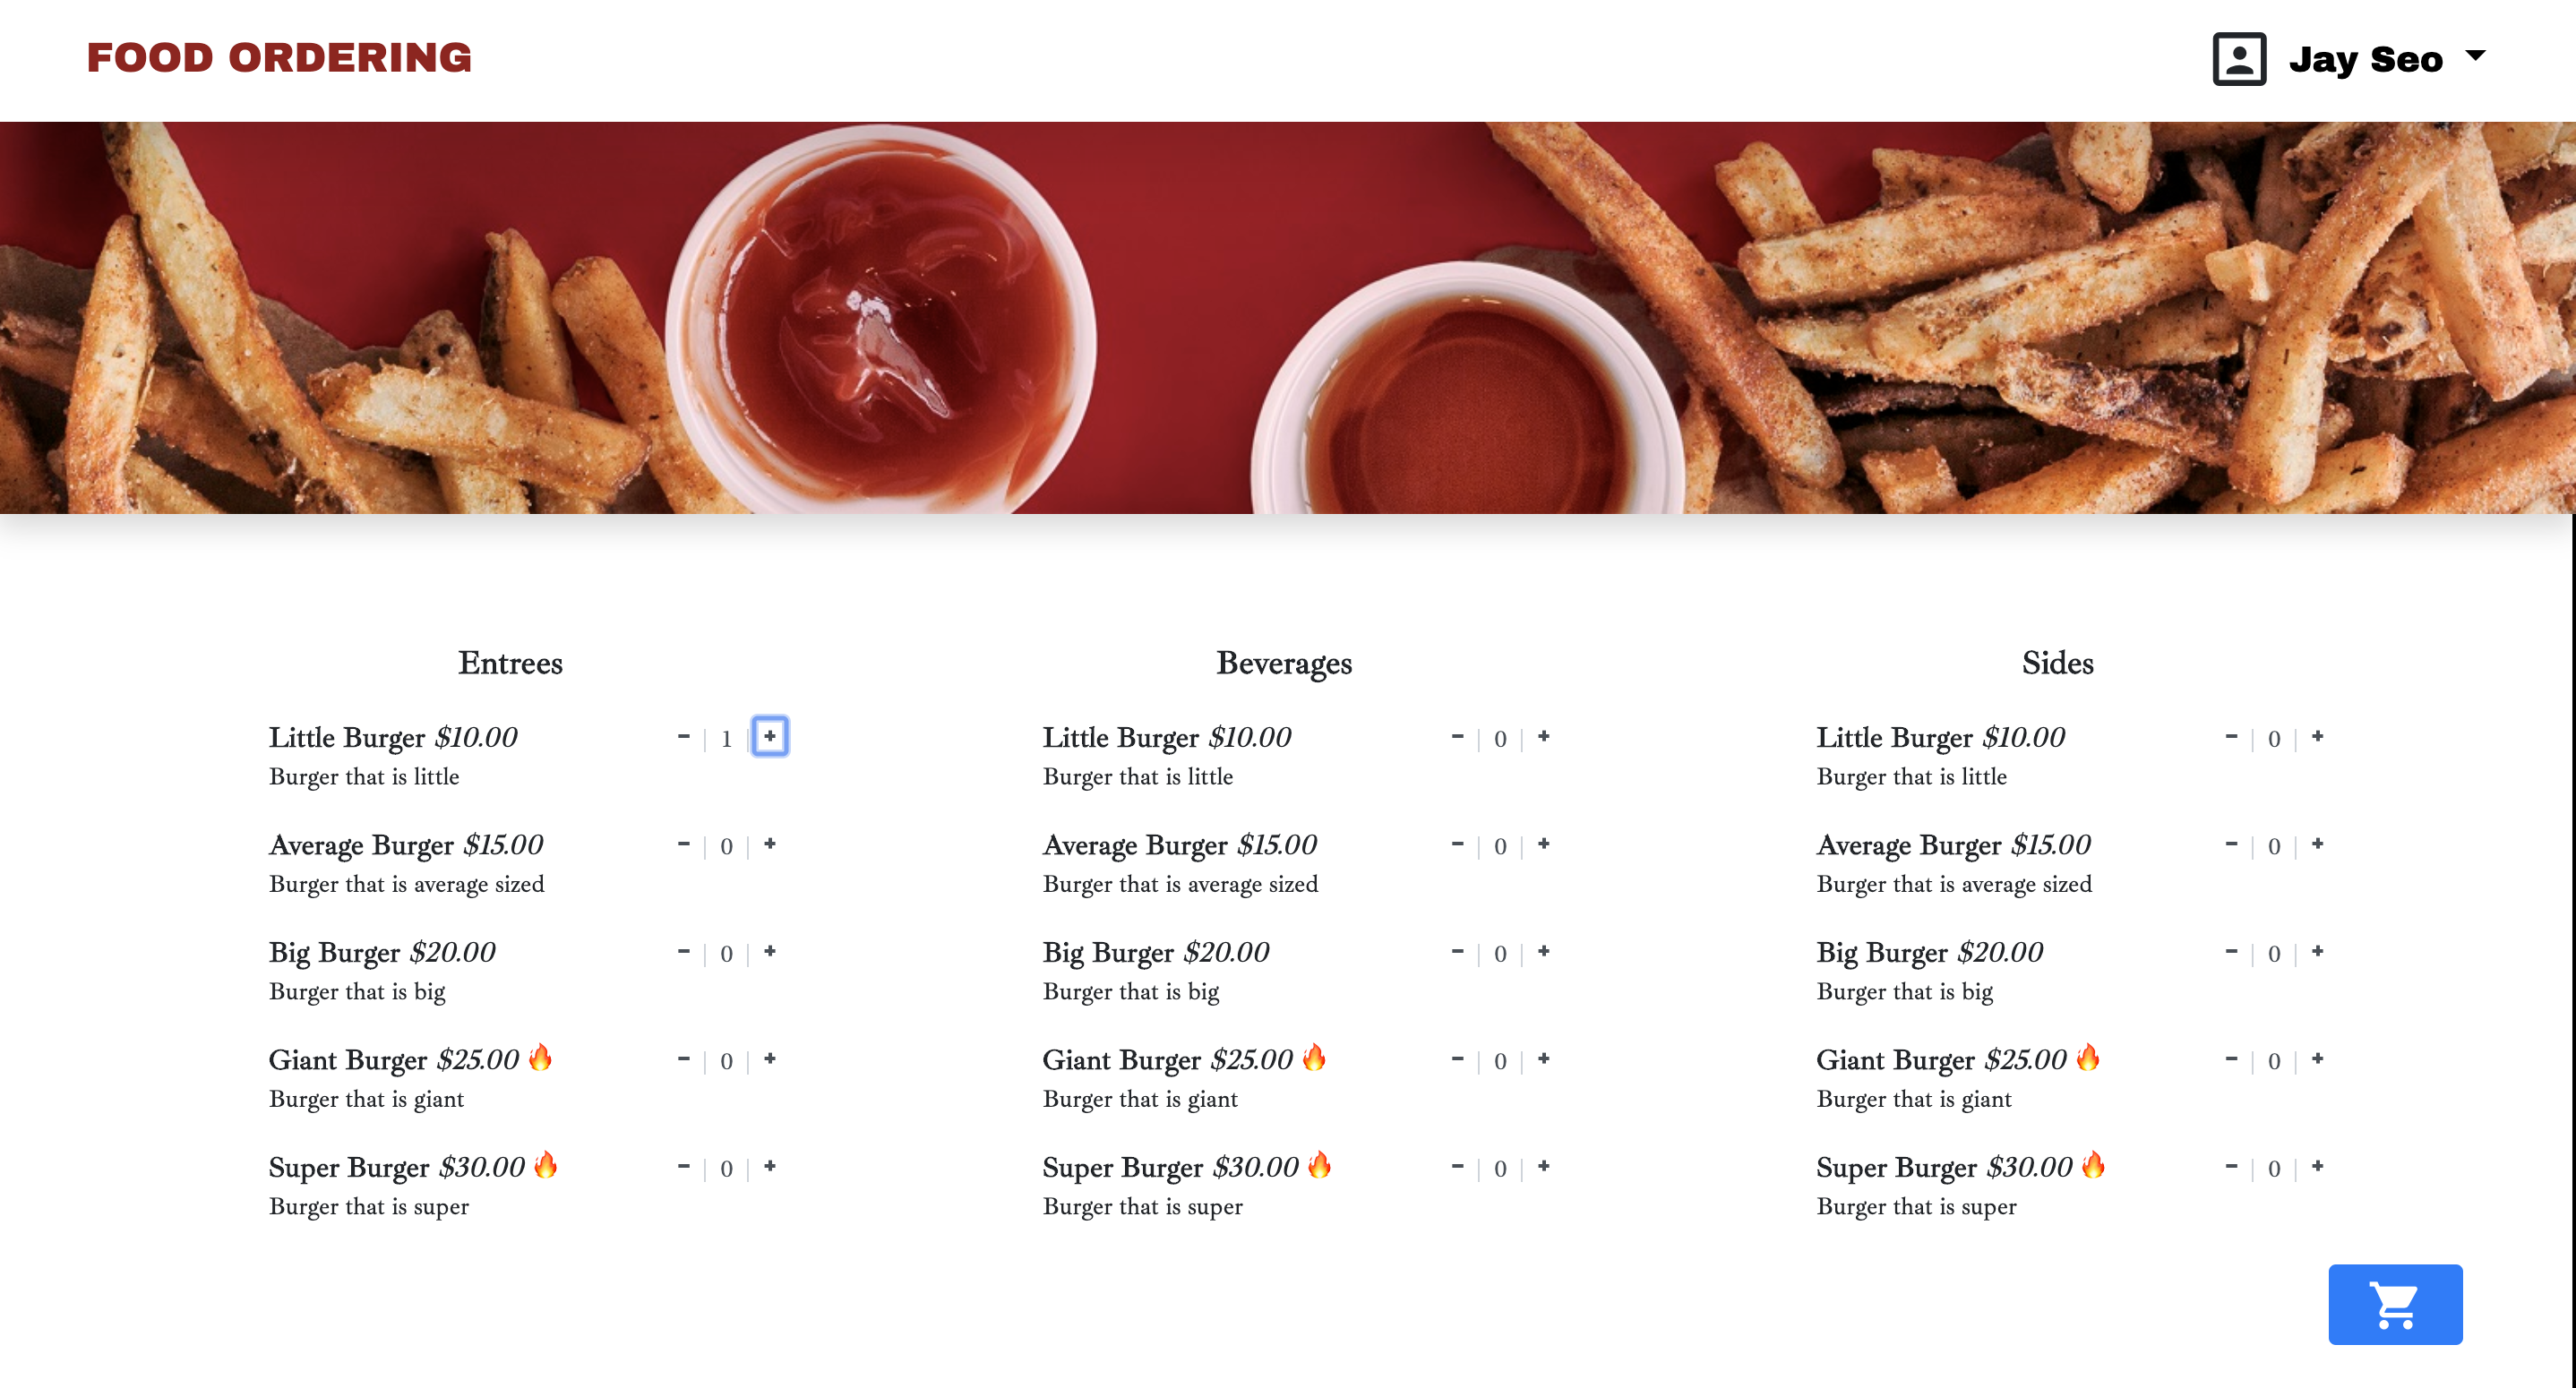 FOOD ORDERING
Jay Seo
Entrees
Little Burger $10.00 - | 1 | +
Burger that is little
Average Burger $15.00 - | 0 | +
Burger that is average sized
Big Burger $20.00 - | 0 | +
Burger that is big
Giant Burger $25.00 🔥 - | 0 | +
Burger that is giant
Super Burger $30.00 🔥 - | 0 | +
Burger that is super
Beverages
Little Burger $10.00 - | 0 | +
Burger that is little
Average Burger $15.00 - | 0 | +
Burger that is average sized
Big Burger $20.00 - | 0 | +
Burger that is big
Giant Burger $25.00 🔥 - | 0 | +
Burger that is giant
Super Burger $30.00 🔥 - | 0 | +
Burger that is super
Sides
Little Burger $10.00 - | 0 | +
Burger that is little
Average Burger $15.00 - | 0 | +
Burger that is average sized
Big Burger $20.00 - | 0 | +
Burger that is big
Giant Burger $25.00 🔥 - | 0 | +
Burger that is giant
Super Burger $30.00 🔥 - | 0 | +
Burger that is super